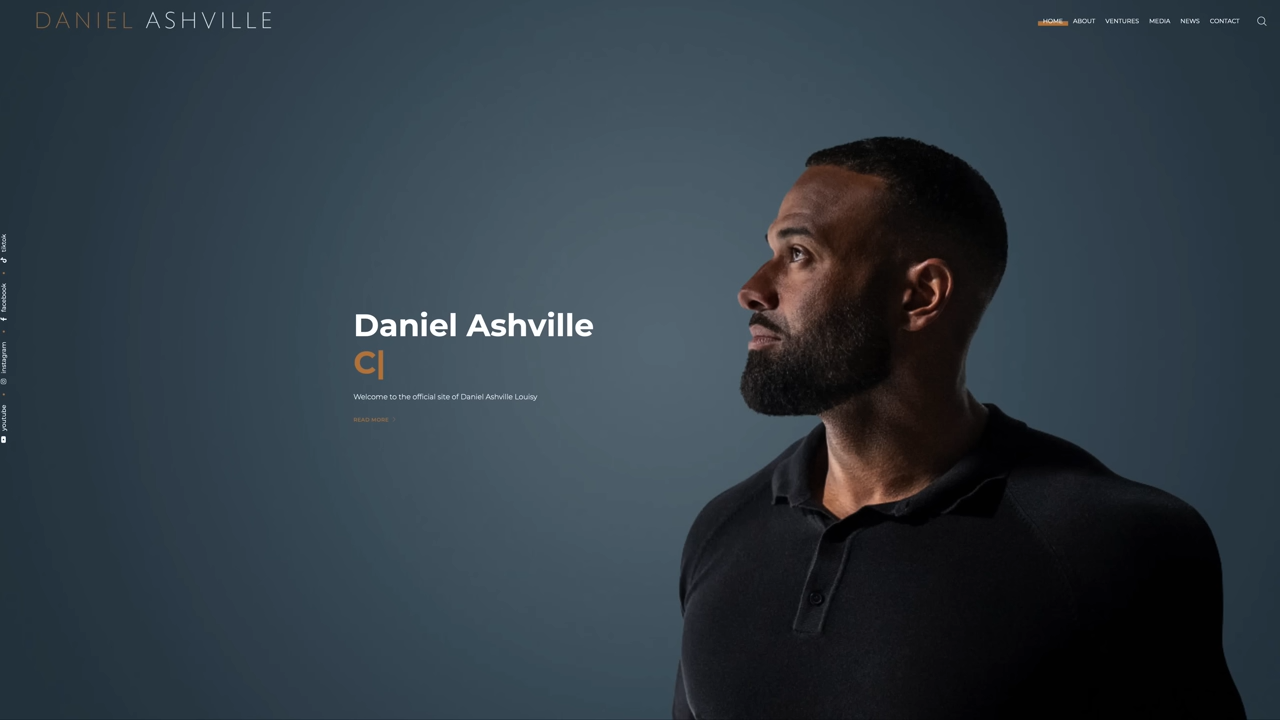 DANIEL ASHVILLE
HOME ABOUT VENTURES MEDIA NEWS CONTACT
Daniel Ashville
C|
Welcome to the official site of Daniel Ashville Louisy
READ MORE
tiktok
facebook
instagram
youtube